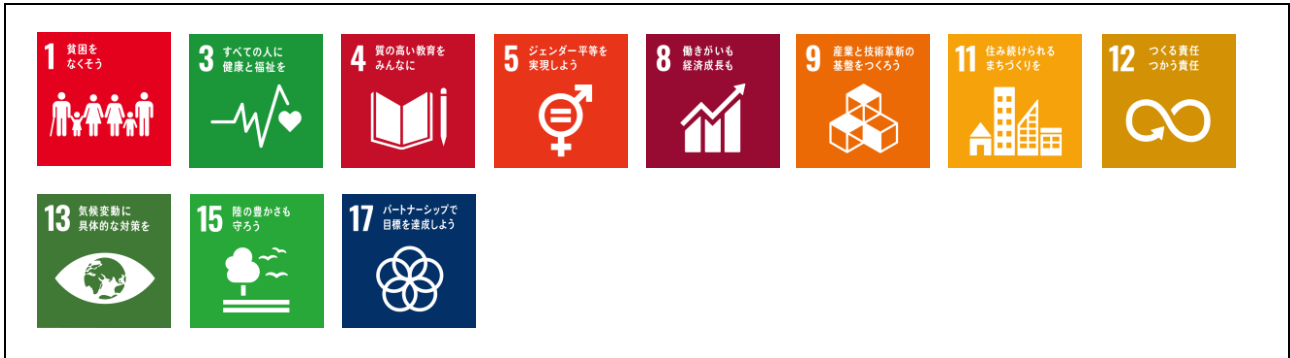 1 貧困を
なくそう
3 すべての人に
健康と福祉を
4 質の高い教育を
みんなに
5 ジェンダー平等を
実現しよう
8 働きがいも
経済成長も
9 産業と技術革新の
基盤をつくろう
11 住み続けられる
まちづくりを
12 つくる責任
つかう責任
13 気候変動に
具体的な対策を
15 陸の豊かさも
守ろう
17 パートナーシップで
目標を達成しよう